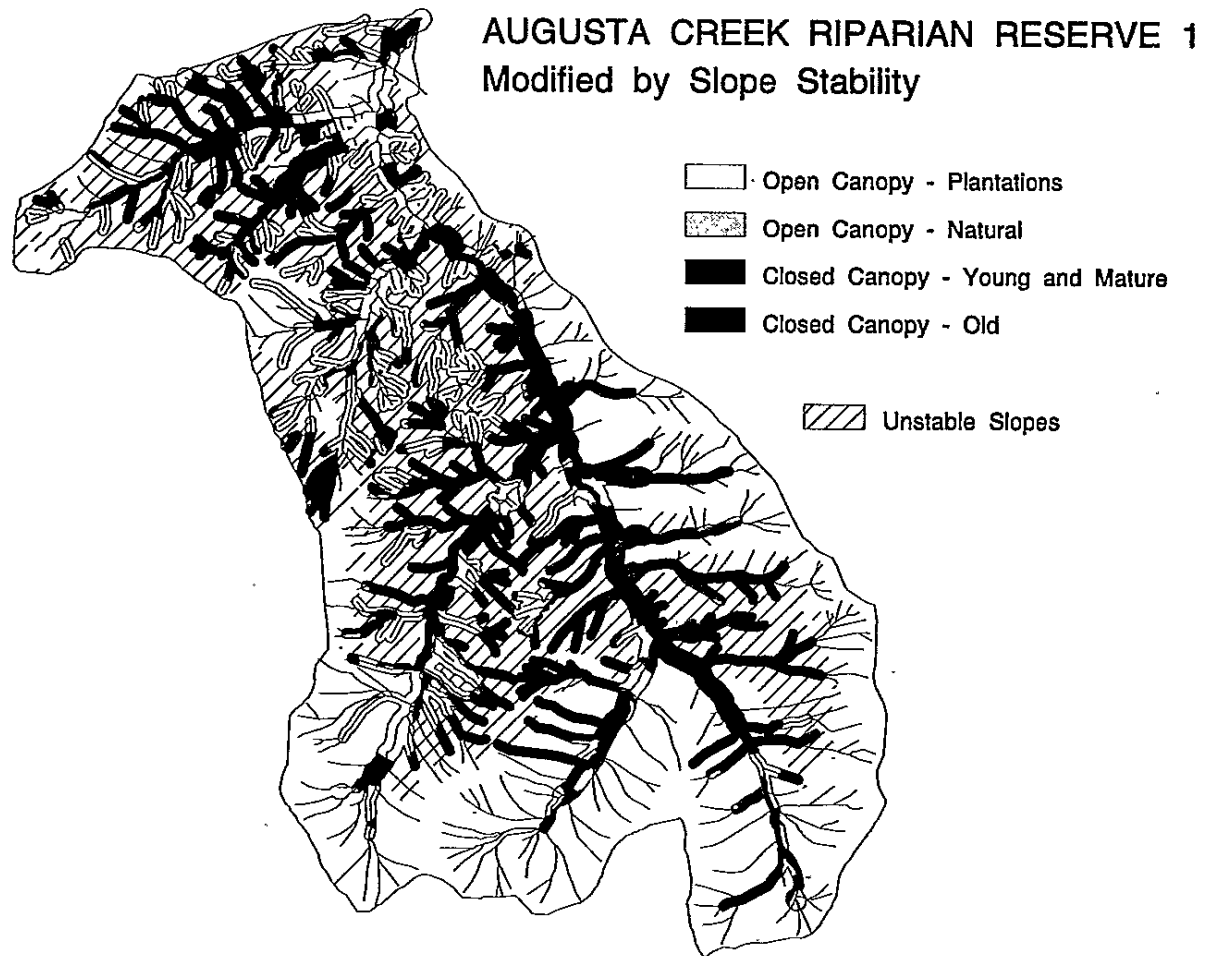 AUGUSTA CREEK RIPARIAN RESERVE 1
Modified by Slope Stability
Open Canopy - Plantations
Open Canopy - Natural
Closed Canopy - Young and Mature
Closed Canopy - Old
Unstable Slopes